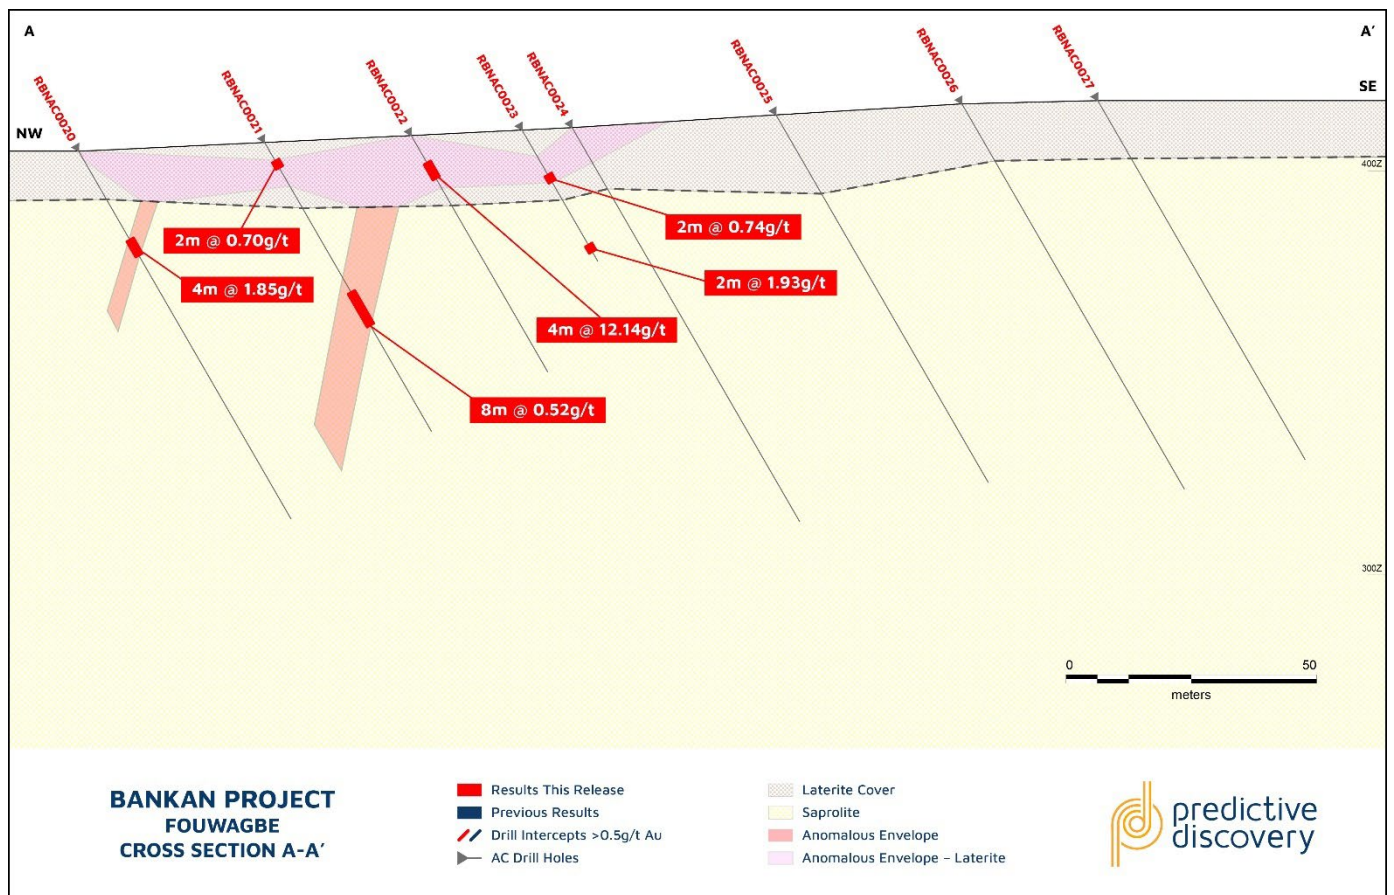 A
A'
NW
SE
RBNAC0020
RBNAC0021
RBNAC0022
RBNAC0023
RBNAC0024
RBNAC0025
RBNAC0026
RBNAC0027
400Z
2m @ 0.70g/t
2m @ 0.74g/t
4m @ 1.85g/t
2m @ 1.93g/t
4m @ 12.14g/t
8m @ 0.52g/t
300Z
0 50
meters
BANKAN PROJECT
FOUWAGBE
CROSS SECTION A-A'
Results This Release
Previous Results
Drill Intercepts >0.5g/t Au
AC Drill Holes
Laterite Cover
Saprolite
Anomalous Envelope
Anomalous Envelope – Laterite
predictive
discovery